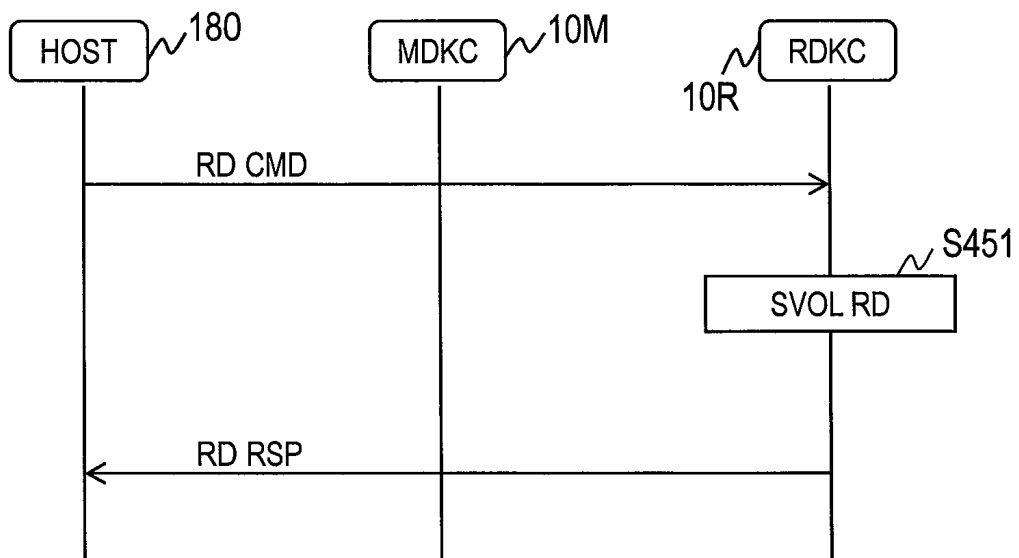 HOST 180 MDKC 10M RDKC
10R
RD CMD
S451
SVOL RD
RD RSP